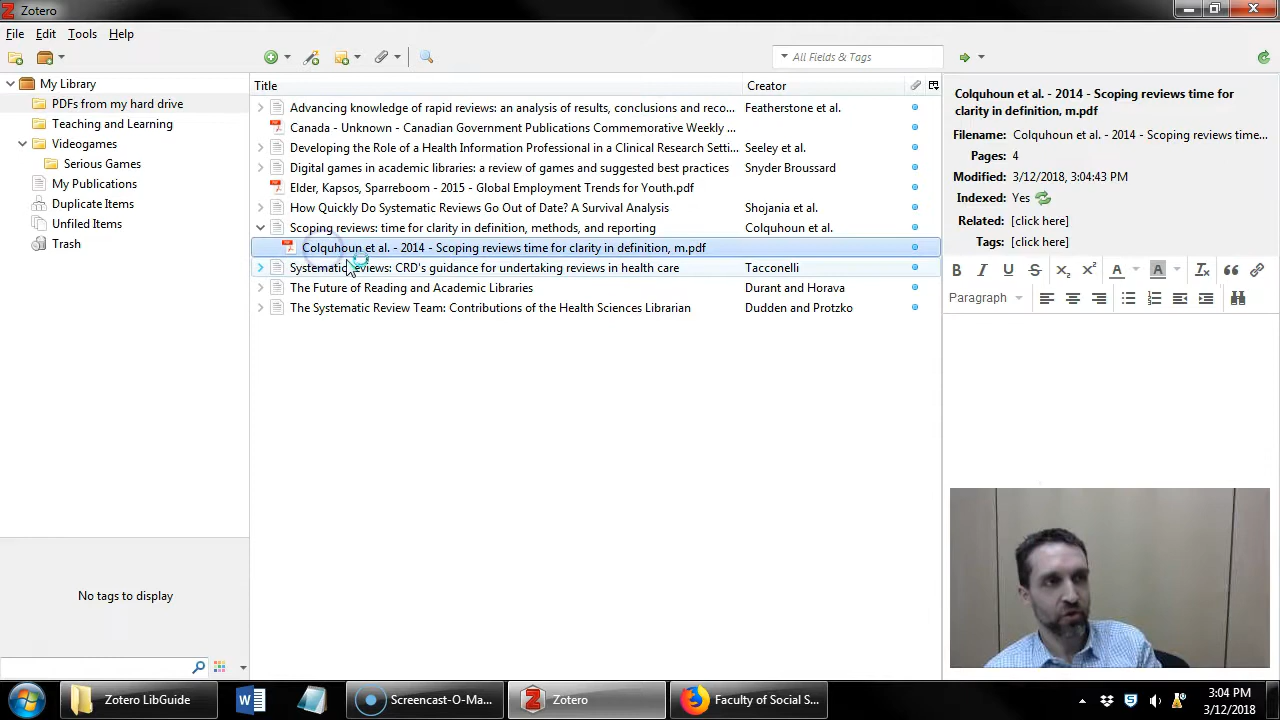 Zotero
File Edit Tools Help
All Fields & Tags
My Library
PDFs from my hard drive
Teaching and Learning
Videogames
Serious Games
My Publications
Duplicate Items
Unfiled Items
Trash
No tags to display
Title Creator
Advancing knowledge of rapid reviews: an analysis of results, conclusions and reco... Featherstone et al.
Canada - Unknown - Canadian Government Publications Commemorative Weekly ...
Developing the Role of a Health Information Professional in a Clinical Research Setti... Seeley et al.
Digital games in academic libraries: a review of games and suggested best practices Snyder Broussard
Elder, Kapsos, Sparreboom - 2015 - Global Employment Trends for Youth.pdf
How Quickly Do Systematic Reviews Go Out of Date? A Survival Analysis Shojania et al.
Scoping reviews: time for clarity in definition, methods, and reporting Colquhoun et al.
Colquhoun et al. - 2014 - Scoping reviews time for clarity in definition, m.pdf
Systematic reviews: CRD's guidance for undertaking reviews in health care Tacconelli
The Future of Reading and Academic Libraries Durant and Horava
The Systematic Review Team: Contributions of the Health Sciences Librarian Dudden and Protzko
Colquhoun et al. - 2014 - Scoping reviews time for
clarity in definition, m.pdf
Filename: Colquhoun et al. - 2014 - Scoping reviews time...
Pages: 4
Modified: 3/12/2018, 3:04:43 PM
Indexed: Yes
Related: [click here]
Tags: [click here]
B I U S X₂ X² A A Tx
Paragraph
Zotero LibGuide
Screencast-O-Ma...
Zotero
Faculty of Social S...
3:04 PM
3/12/2018